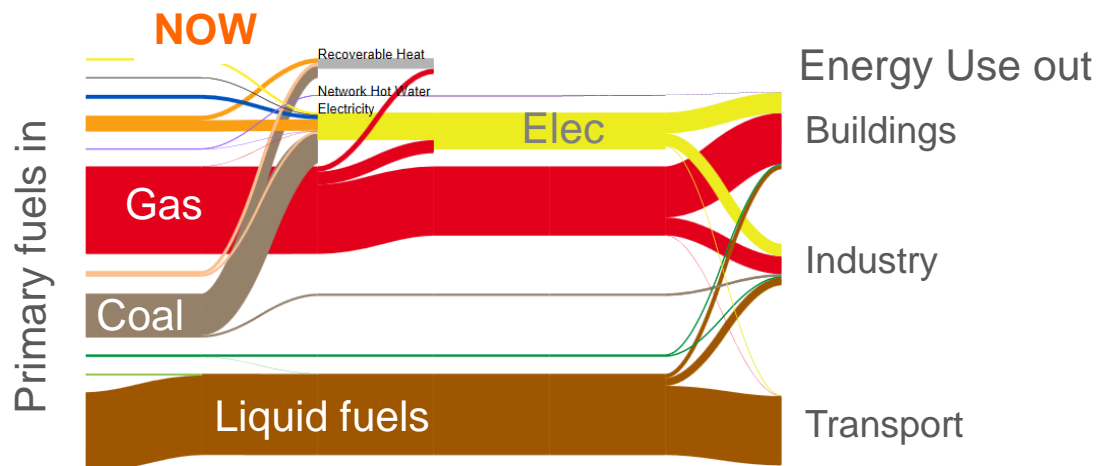 NOW
Recoverable Heat
Energy Use out
Network Hot Water
Electricity
Elec
Buildings
Primary fuels in
Gas
Industry
Coal
Liquid fuels
Transport